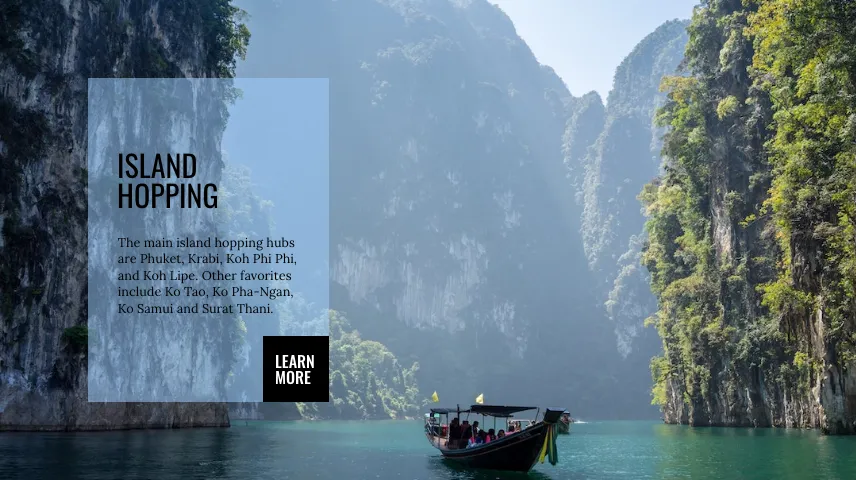 ISLAND
HOPPING
The main island hopping hubs
are Phuket, Krabi, Koh Phi Phi,
and Koh Lipe. Other favorites
include Ko Tao, Ko Pha-Ngan,
Ko Samui and Surat Thani.
LEARN
MORE